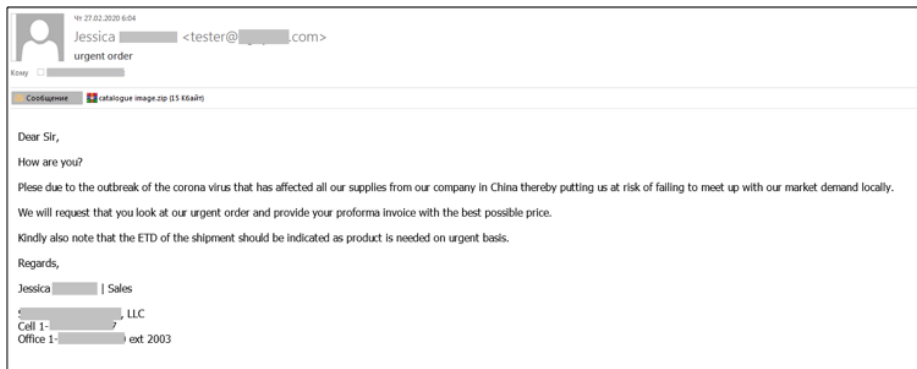 Чт 27.02.2020 6:04
Jessica <tester@ .com>
urgent order
Кому
Сообщение catalogue image.zip (15 Кбайт)
Dear Sir,
How are you?
Plese due to the outbreak of the corona virus that has affected all our supplies from our company in China thereby putting us at risk of failing to meet up with our market demand locally.
We will request that you look at our urgent order and provide your proforma invoice with the best possible price.
Kindly also note that the ETD of the shipment should be indicated as product is needed on urgent basis.
Regards,
Jessica | Sales
, LLC
Cell 1- 7
Office 1- ext 2003